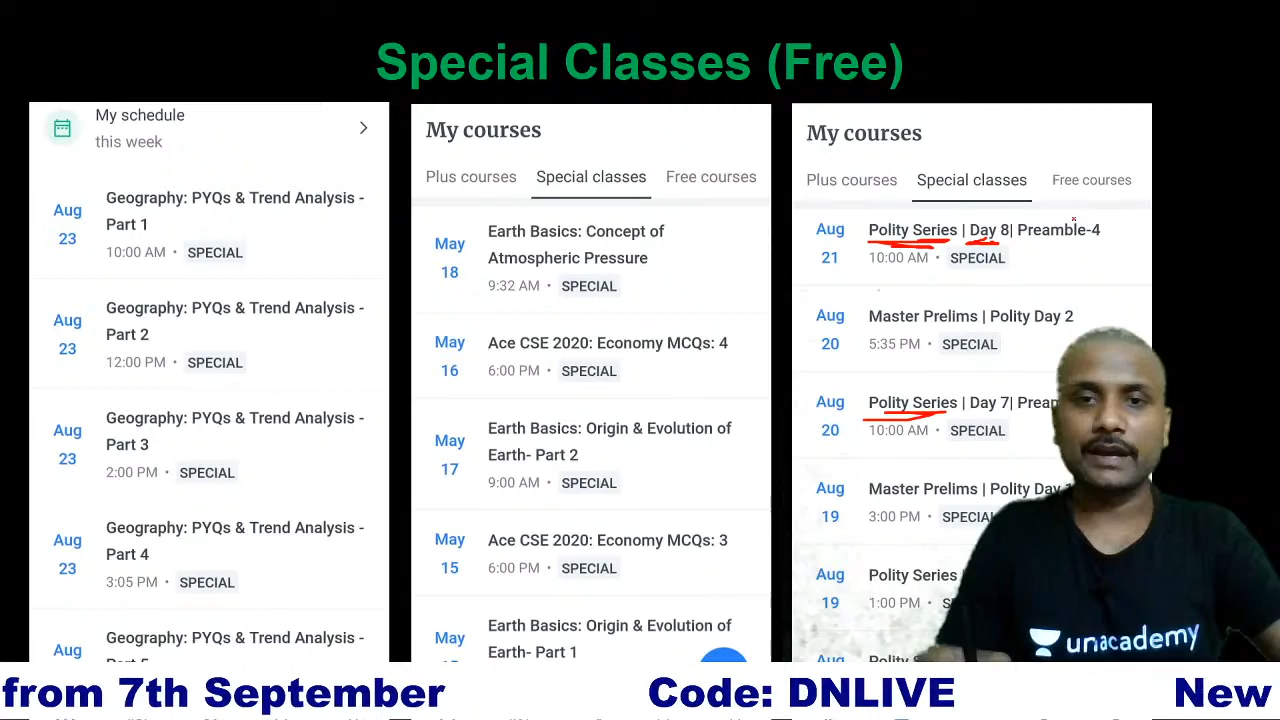 Special Classes (Free)
My schedule
this week
Aug
23
Geography: PYQs & Trend Analysis -
Part 1
10:00 AM • SPECIAL
Aug
23
Geography: PYQs & Trend Analysis -
Part 2
12:00 PM • SPECIAL
Aug
23
Geography: PYQs & Trend Analysis -
Part 3
2:00 PM • SPECIAL
Aug
23
Geography: PYQs & Trend Analysis -
Part 4
3:05 PM • SPECIAL
Aug
Geography: PYQs & Trend Analysis -
My courses
Plus courses Special classes Free courses
May
18
Earth Basics: Concept of
Atmospheric Pressure
9:32 AM • SPECIAL
May
16
Ace CSE 2020: Economy MCQs: 4
6:00 PM • SPECIAL
May
17
Earth Basics: Origin & Evolution of
Earth- Part 2
9:00 AM • SPECIAL
May
15
Ace CSE 2020: Economy MCQs: 3
6:00 PM • SPECIAL
May
Earth Basics: Origin & Evolution of
Earth- Part 1
My courses
Plus courses Special classes Free courses
Aug
21
Polity Series | Day 8| Preamble-4
10:00 AM • SPECIAL
Aug
20
Master Prelims | Polity Day 2
5:35 PM • SPECIAL
Aug
20
Polity Series | Day 7|
10:00 AM • SPECIAL
Aug
19
Master Prelims | Polity Day
3:00 PM • SPECIAL
Aug
19
Polity Series
1:00 PM •
Aug
unacademy
from 7th September Code: DNLIVE New